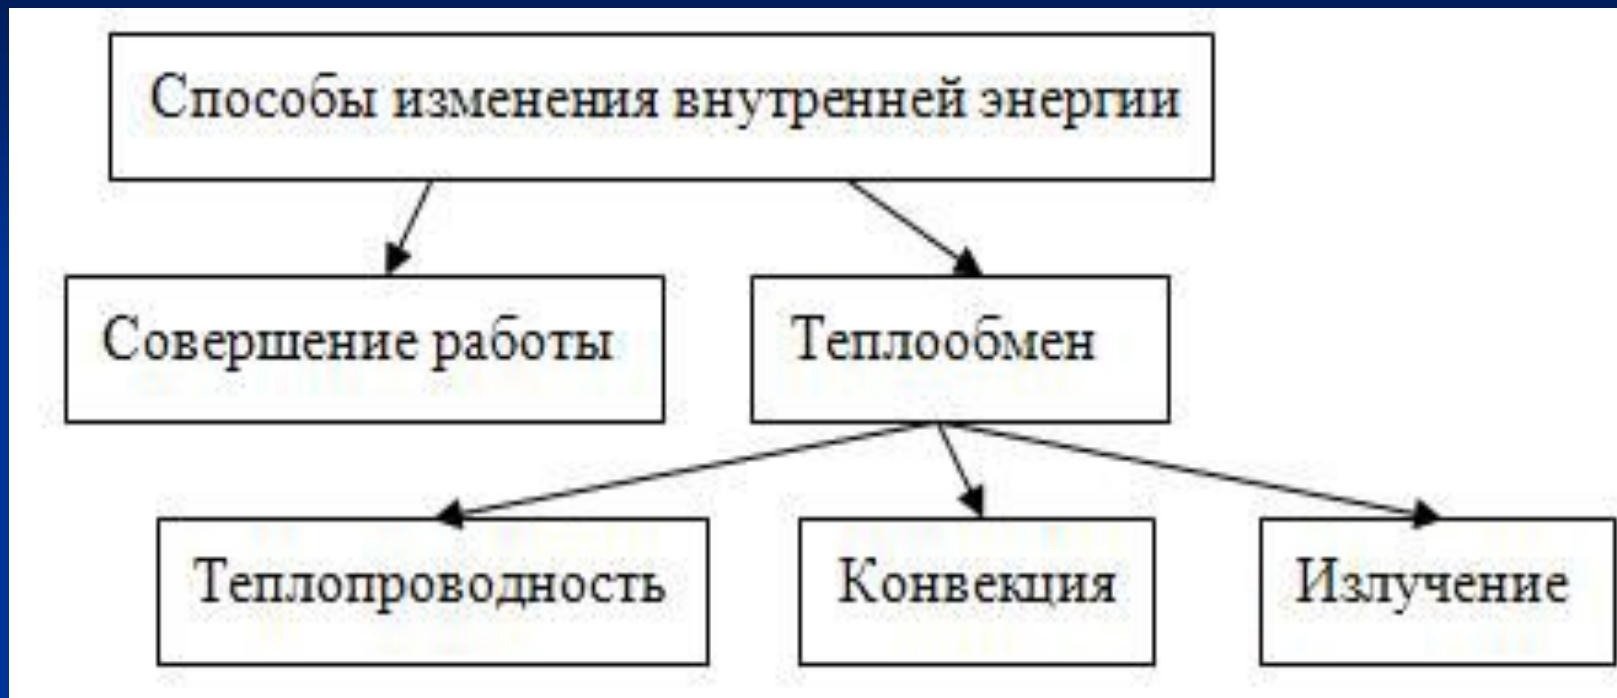 Способы изменения внутренней энергии
Совершение работы
Теплообмен
Теплопроводность
Конвекция
Излучение